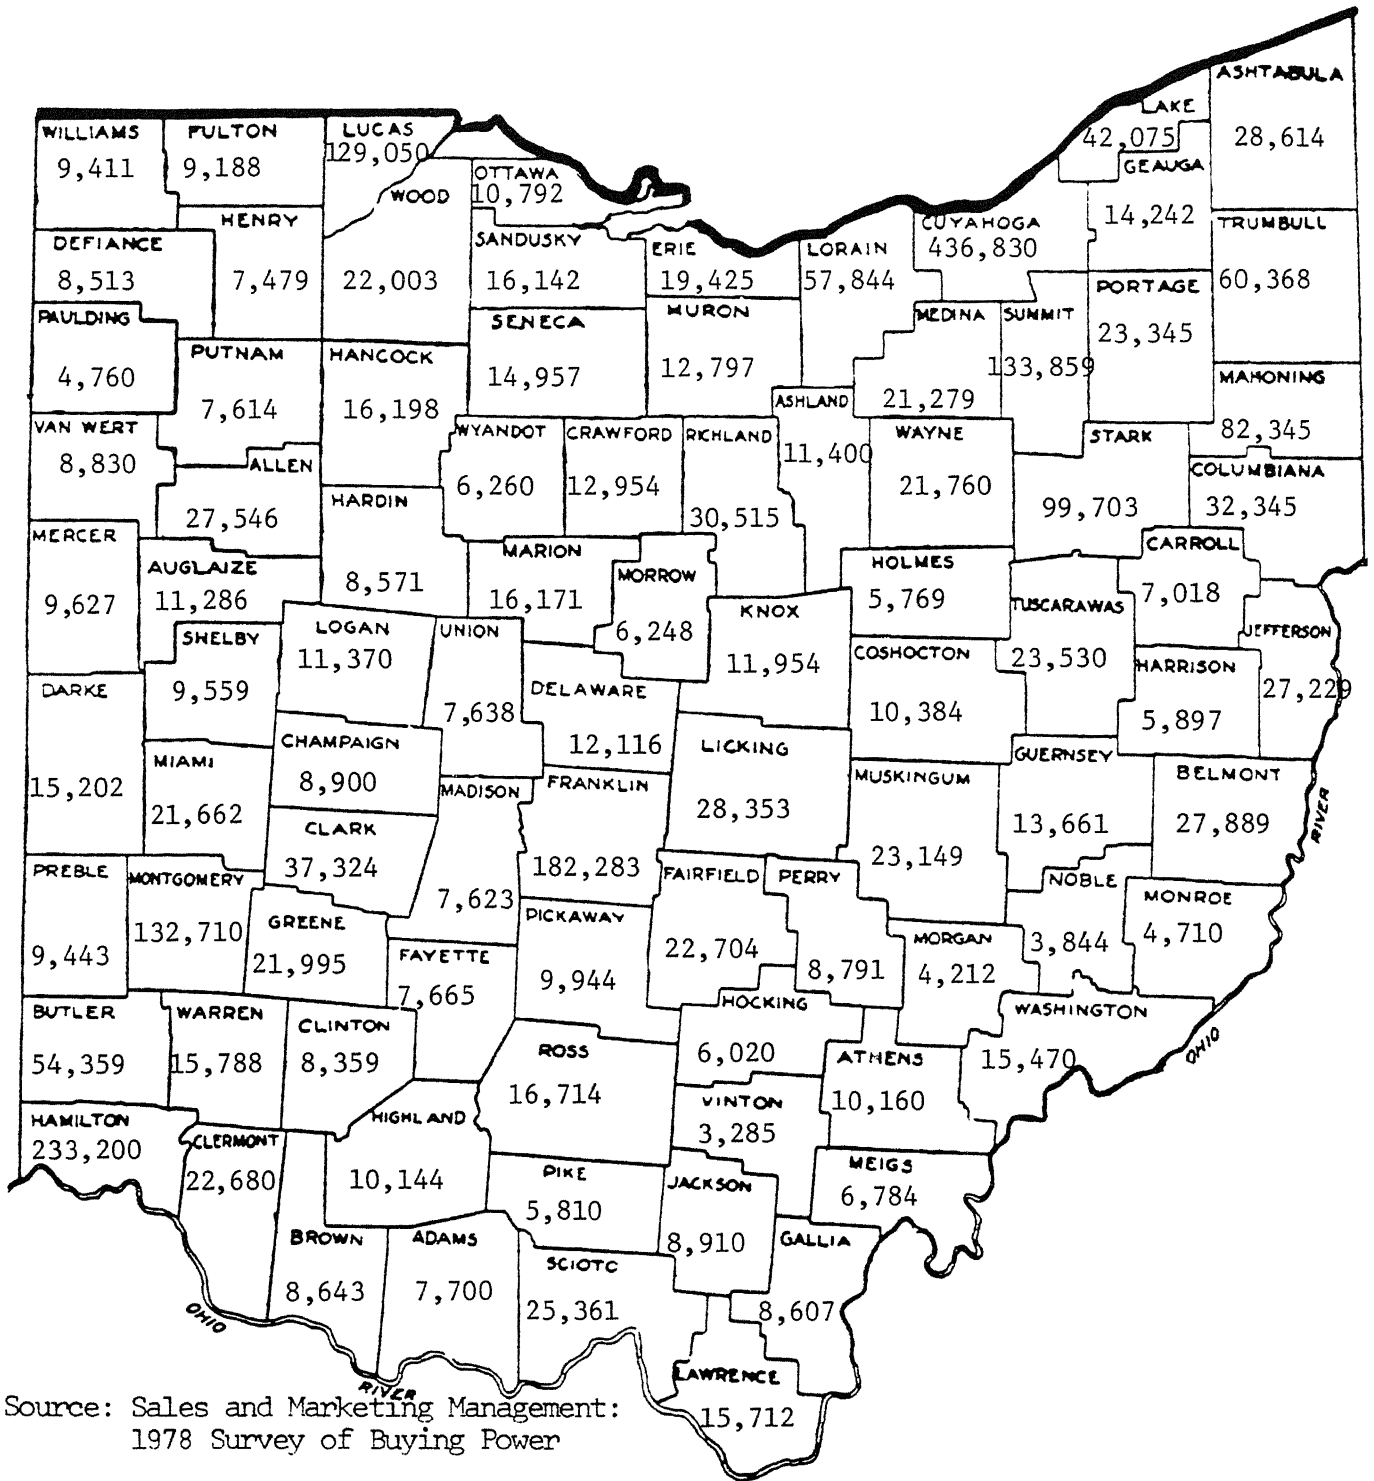 ASHTABULA
28,614
LAKE
42,075
GEAUGA
14,242
WILLIAMS
9,411
FULTON
9,188
LUCAS
129,050
WOOD
22,003
OTTAWA
10,792
HENRY
7,479
DEFIANCE
8,513
SANDUSKY
16,142
ERIE
19,425
LORAIN
57,844
CUYAHOGA
436,830
TRUMBULL
60,368
PORTAGE
23,345
PAULDING
4,760
PUTNAM
7,614
HANCOCK
16,198
SENECA
14,957
HURON
12,797
MEDINA
21,279
SUMMIT
133,859
MAHONING
82,345
VAN WERT
8,830
ALLEN
27,546
WYANDOT
6,260
CRAWFORD
12,954
RICHLAND
30,515
ASHLAND
11,400
WAYNE
21,760
STARK
99,703
COLUMBIANA
32,345
MERCER
9,627
AUGLAIZE
11,286
HARDIN
8,571
MARION
16,171
MORROW
6,248
KNOX
11,954
HOLMES
5,769
TUSCARAWAS
23,530
CARROLL
7,018
JEFFERSON
27,229
SHELBY
9,559
LOGAN
11,370
UNION
7,638
DELAWARE
12,116
COSHOCTON
10,384
HARRISON
5,897
DARKE
15,202
MIAMI
21,662
CHAMPAIGN
8,900
MADISON
7,623
FRANKLIN
182,283
LICKING
28,353
MUSKINGUM
23,149
GUERNSEY
13,661
BELMONT
27,889
CLARK
37,324
PREBLE
9,443
MONTGOMERY
132,710
GREENE
21,995
FAYETTE
7,665
PICKAWAY
9,944
FAIRFIELD
22,704
PERRY
8,791
MORGAN
4,212
NOBLE
3,844
MONROE
4,710
BUTLER
54,359
WARREN
15,788
CLINTON
8,359
ROSS
16,714
HOCKING
6,020
ATHENS
10,160
WASHINGTON
15,470
OHIO
RIVER
HAMILTON
233,200
CLERMONT
22,680
HIGHLAND
10,144
VINTON
3,285
MEIGS
6,784
PIKE
5,810
JACKSON
8,910
GALLIA
8,607
BROWN
8,643
ADAMS
7,700
SCIOTO
25,361
LAWRENCE
15,712
OHIO
RIVER
Source: Sales and Marketing Management:
1978 Survey of Buying Power